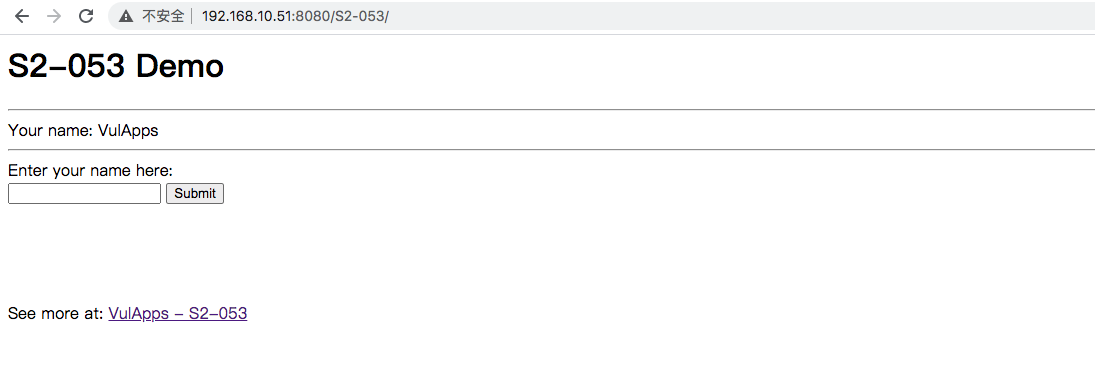 不安全 192.168.10.51:8080/S2-053/
S2-053 Demo
Your name: VulApps
Enter your name here:
Submit
See more at: VulApps - S2-053